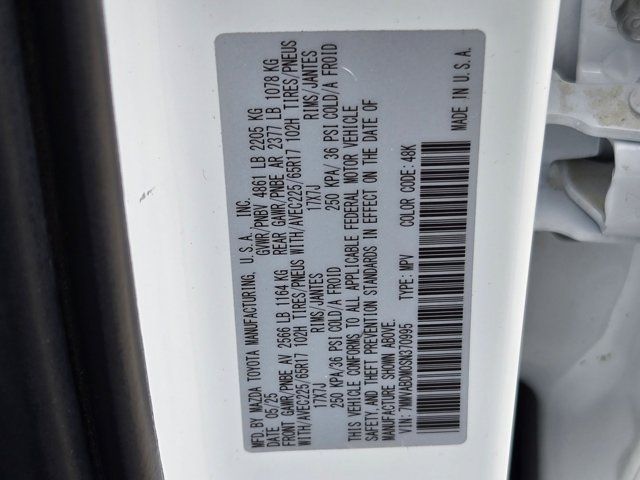 MFD. BY MAZDA TOYOTA MANUFACTURING, U.S.A., INC.
DATE 05/25 GVWR/PNBV 4861 LB 2205 KG
FRONT GAWR/PNBE AV 2566 LB 1164 KG REAR GAWR/PNBE AR 2377 LB 1078 KG
WITH/AVEC225/65R17 102H TIRES/PNEUS WITH/AVEC225/65R17 102H TIRES/PNEUS
17X7J RIMS/JANTES 17X7J RIMS/JANTES
250 KPA/36 PSI COLD/A FROID 250 KPA/ 36 PSI COLD/A FROID
THIS VEHICLE CONFORMS TO ALL APPLICABLE FEDERAL MOTOR VEHICLE
SAFETY, AND THEFT PREVENTION STANDARDS IN EFFECT ON THE DATE OF
MANUFACTURE SHOWN ABOVE.
VIN: TYPE: MPV COLOR CODE: 48K
MADE IN U.S.A.